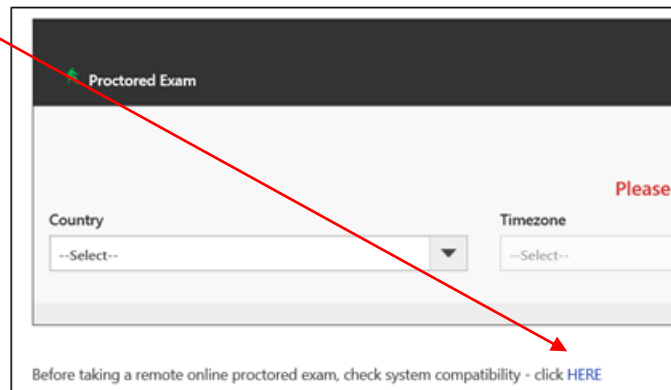 Proctored Exam
Please
Country Timezone
--Select-- --Select--
Before taking a remote online proctored exam, check system compatibility - click HERE